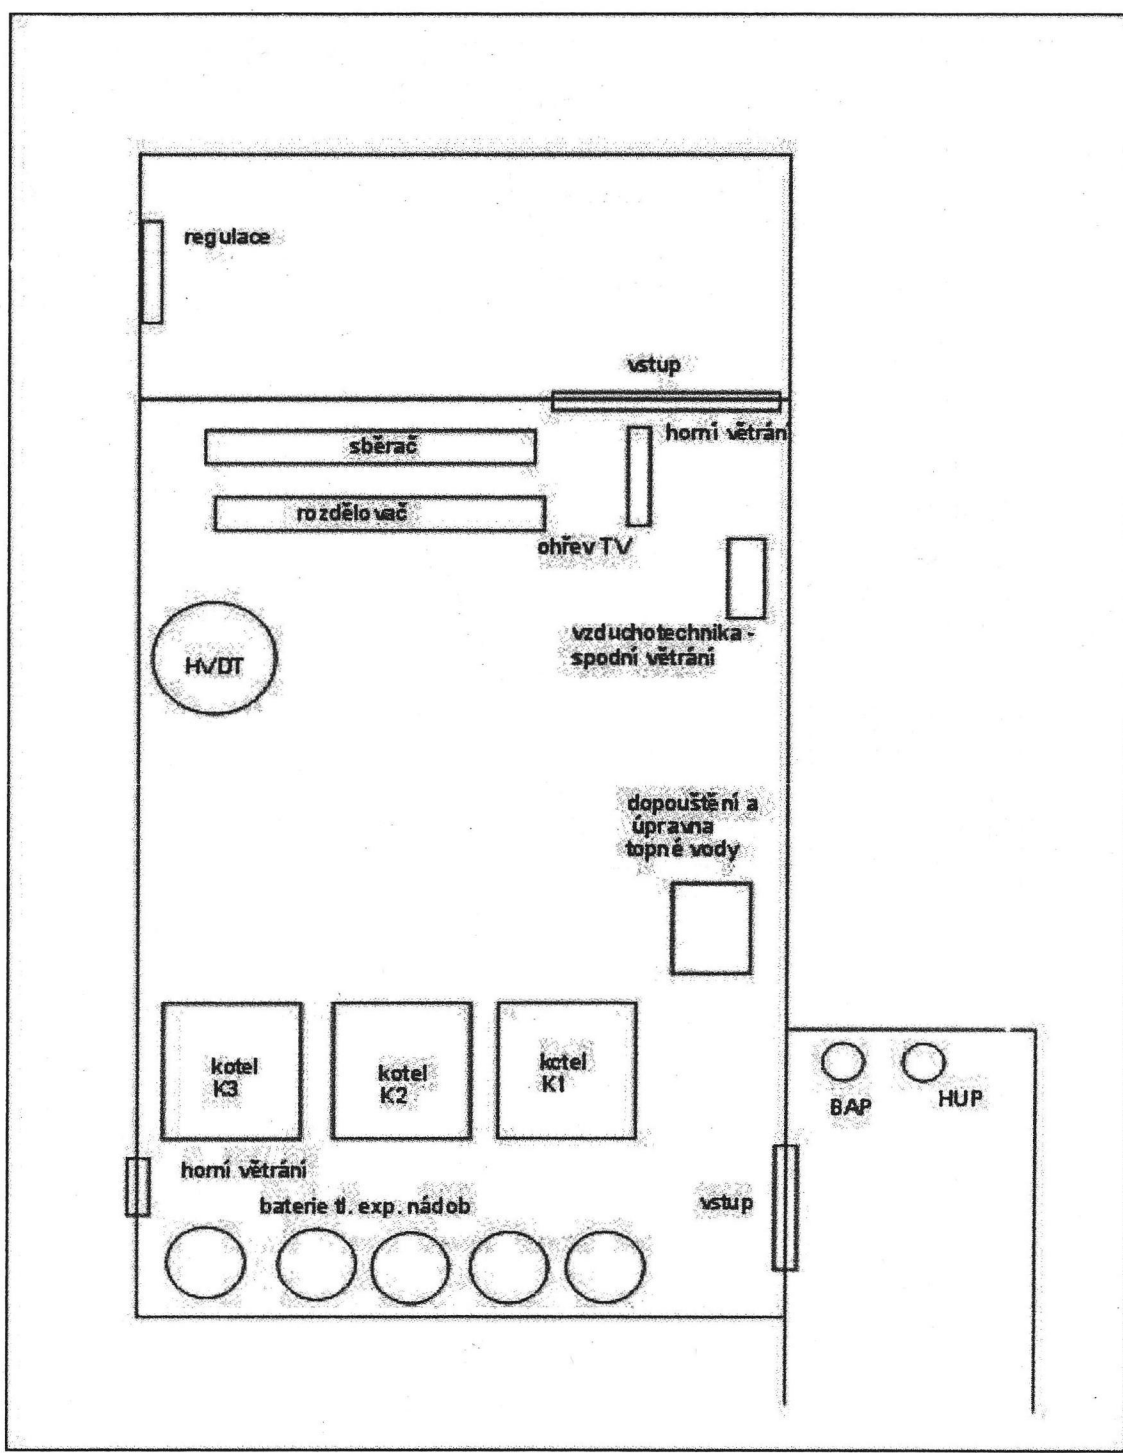 regulace
vstup
horní větrání
sběrač
rozdělovač
ohřev TV
vzduchotechnika -
spodní větrání
HVDT
dopouštění a
úpravna
topné vody
kotel
K3
kotel
K2
kotel
K1
BAP
HUP
horní větrání
baterie tl. exp. nádob
vstup